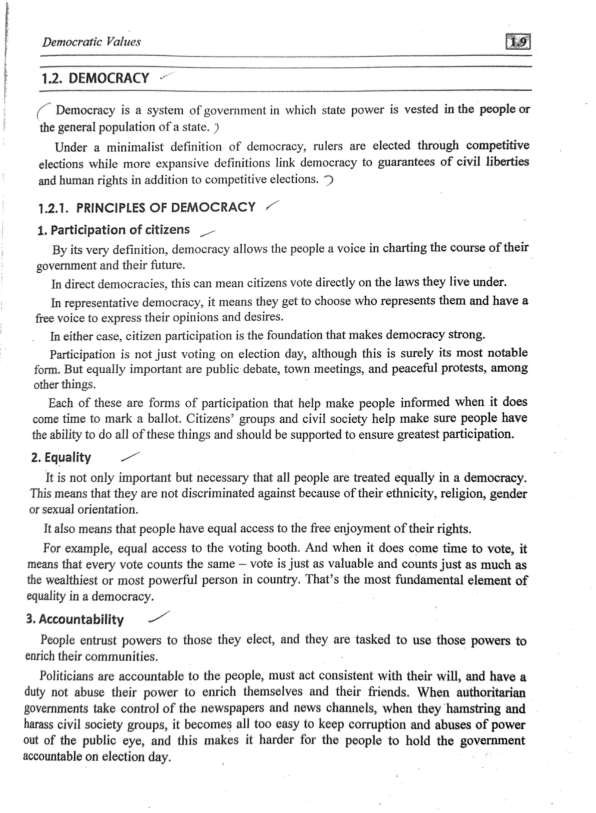 Democratic Values 1.9
1.2. DEMOCRACY
Democracy is a system of government in which state power is vested in the people or
the general population of a state.
Under a minimalist definition of democracy, rulers are elected through competitive
elections while more expansive definitions link democracy to guarantees of civil liberties
and human rights in addition to competitive elections.
1.2.1. PRINCIPLES OF DEMOCRACY
1. Participation of citizens
By its very definition, democracy allows the people a voice in charting the course of their
government and their future.
In direct democracies, this can mean citizens vote directly on the laws they live under.
In representative democracy, it means they get to choose who represents them and have a
free voice to express their opinions and desires.
In either case, citizen participation is the foundation that makes democracy strong.
Participation is not just voting on election day, although this is surely its most notable
form. But equally important are public debate, town meetings, and peaceful protests, among
other things.
Each of these are forms of participation that help make people informed when it does
come time to mark a ballot. Citizens' groups and civil society help make sure people have
the ability to do all of these things and should be supported to ensure greatest participation.
2. Equality
It is not only important but necessary that all people are treated equally in a democracy.
This means that they are not discriminated against because of their ethnicity, religion, gender
or sexual orientation.
It also means that people have equal access to the free enjoyment of their rights.
For example, equal access to the voting booth. And when it does come time to vote, it
means that every vote counts the same – vote is just as valuable and counts just as much as
the wealthiest or most powerful person in country. That's the most fundamental element of
equality in a democracy.
3. Accountability
People entrust powers to those they elect, and they are tasked to use those powers to
enrich their communities.
Politicians are accountable to the people, must act consistent with their will, and have a
duty not abuse their power to enrich themselves and their friends. When authoritarian
governments take control of the newspapers and news channels, when they hamstring and
harass civil society groups, it becomes all too easy to keep corruption and abuses of power
out of the public eye, and this makes it harder for the people to hold the government
accountable on election day.